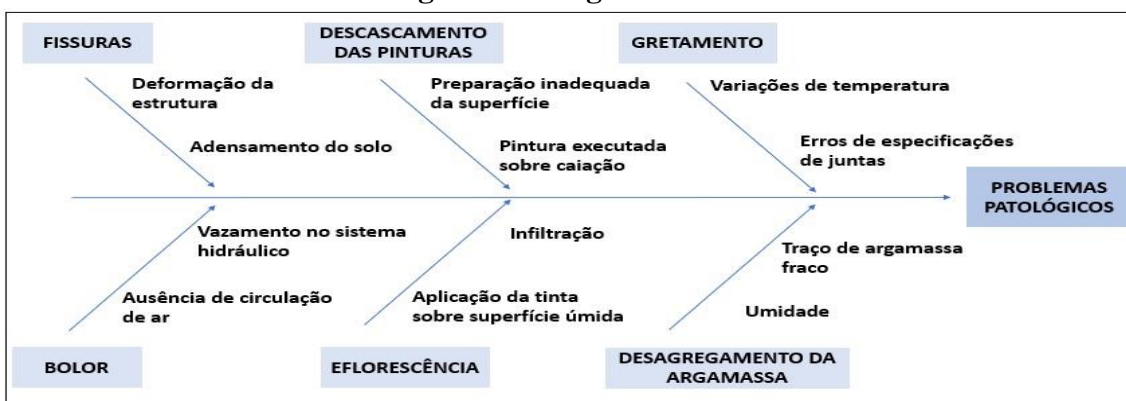 FISSURAS
DESCASCAMENTO
DAS PINTURAS
GRETAMENTO
Deformação da
estrutura
Adensamento do solo
Preparação inadequada
da superfície
Pintura executada
sobre caiação
Variações de temperatura
Erros de especificações
de juntas
PROBLEMAS
PATOLÓGICOS
Vazamento no sistema
hidráulico
Ausência de circulação
de ar
Infiltração
Aplicação da tinta
sobre superfície úmida
Traço de argamassa
fraco
Umidade
BOLOR
EFLORESCÊNCIA
DESAGREGAMENTO DA
ARGAMASSA